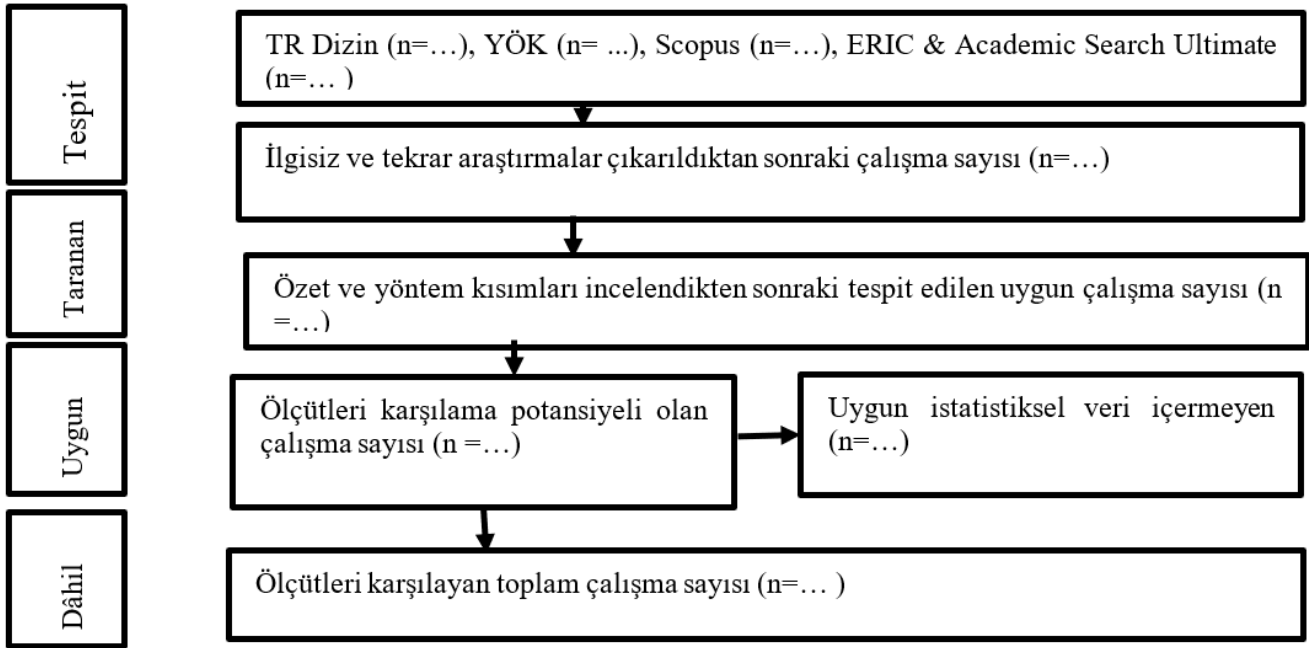 Tespit
TR Dizin (n=…), YÖK (n= ...), Scopus (n=…), ERIC & Academic Search Ultimate
(n=… )
İlgisiz ve tekrar araştırmalar çıkarıldıktan sonraki çalışma sayısı (n=…)
Taranan
Özet ve yöntem kısımları incelendikten sonraki tespit edilen uygun çalışma sayısı (n
=…)
Uygun
Ölçütleri karşılama potansiyeli olan
çalışma sayısı (n =…)
Uygun istatistiksel veri içermeyen
(n=…)
Dâhil
Ölçütleri karşılayan toplam çalışma sayısı (n=… )